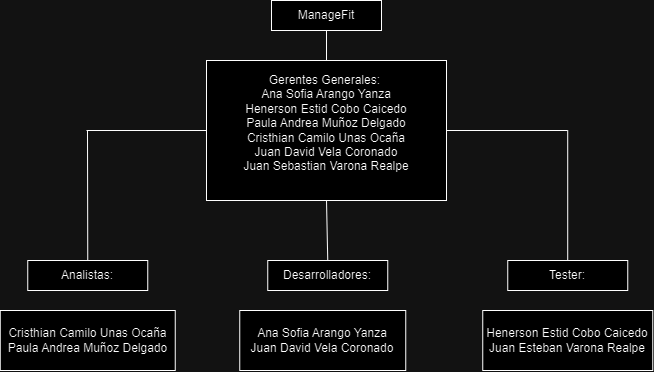 ManageFit
Gerentes Generales:
Ana Sofia Arango Yanza
Henerson Estid Cobo Caicedo
Paula Andrea Muñoz Delgado
Cristhian Camilo Unas Ocaña
Juan David Vela Coronado
Juan Sebastian Varona Realpe
Analistas:
Desarrolladores:
Tester:
Cristhian Camilo Unas Ocaña
Paula Andrea Muñoz Delgado
Ana Sofia Arango Yanza
Juan David Vela Coronado
Henerson Estid Cobo Caicedo
Juan Esteban Varona Realpe